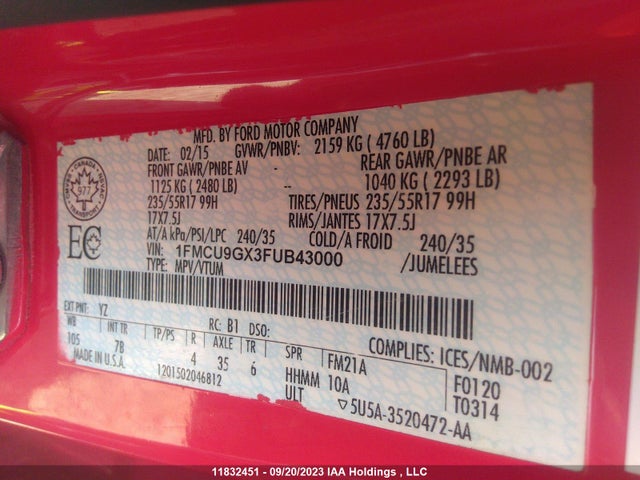 MFD. BY FORD MOTOR COMPANY
DATE: 02/15 GVWR/PNBV: 2159 KG ( 4760 LB)
FRONT GAWR/PNBE AV REAR GAWR/PNBE AR
1125 KG ( 2480 LB) -- 1040 KG ( 2293 LB)
235/55R17 99H TIRES/PNEUS 235/55R17 99H
17X7.5J RIMS/JANTES 17X7.5J
AT/A kPa/PSI/LPC 240/35 COLD/A FROID 240/35
VIN: 1FMCU9GX3FUB43000 /JUMELEES
TYPE: MPV/VTUM
CANADA
977
TRANSPORT
EC
EXT PNT: YZ RC: B1 DSO:
WB INT TR TP/PS R AXLE TR SPR FM21A COMPLIES: ICES/NMB-002
105 7B 4 35 6 HHMM 10A F0120
MADE IN U.S.A. 1201502046812 ULT 5U5A-3520472-AA T0314
11832451 - 09/20/2023 IAA Holdings , LLC